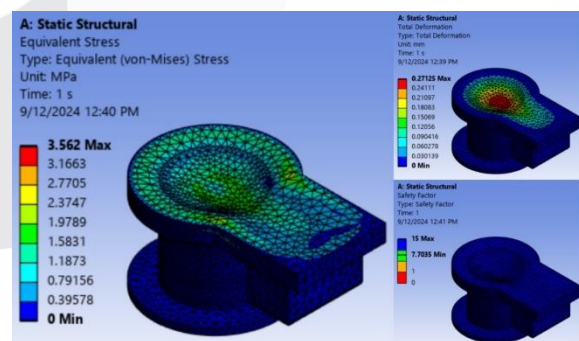 A: Static Structural
Equivalent Stress
Type: Equivalent (von-Mises) Stress
Unit: MPa
Time: 1 s
9/12/2024 12:40 PM
3.562 Max
3.1663
2.7705
2.3747
1.9789
1.5831
1.1873
0.79156
0.39578
0 Min
A: Static Structural
Total Deformation
Type: Total Deformation
Unit: mm
Time: 1 s
9/12/2024 12:39 PM
0.27125 Max
0.24111
0.21097
0.18083
0.15069
0.12056
0.090416
0.060278
0.030139
0 Min
A: Static Structural
Safety Factor
Type: Safety Factor
Time: 1
9/12/2024 12:41 PM
15 Max
7.7035 Min
1
0